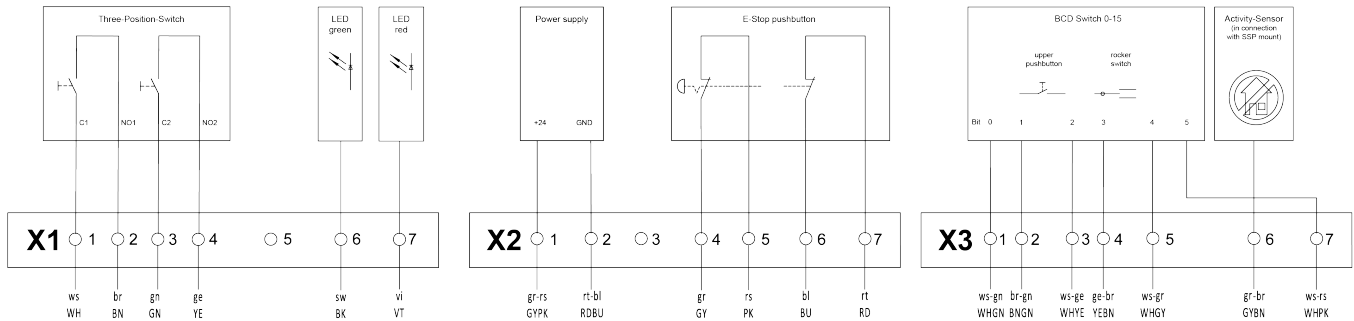 Three-Position-Switch
C1 NO1 C2 NO2
LED
green
LED
red
Power supply
+24 GND
E-Stop pushbutton
BCD Switch 0-15
upper
pushbutton
rocker
switch
Bit 0 1 2 3 4 5
Activity-Sensor
(in connection
with SSP mount)
X1 1 2 3 4 5 6 7
X2 1 2 3 4 5 6 7
X3 1 2 3 4 5 6 7
ws br gn ge sw vi
WH BN GN YE BK VT
gr-rs rt-bl gr rs bl rt
GYPK RDBU GY PK BU RD
ws-gn br-gn ws-ge ge-br ws-gr gr-br ws-rs
WHGN BNGN WHYE YEBN WHGY GYBN WHPK